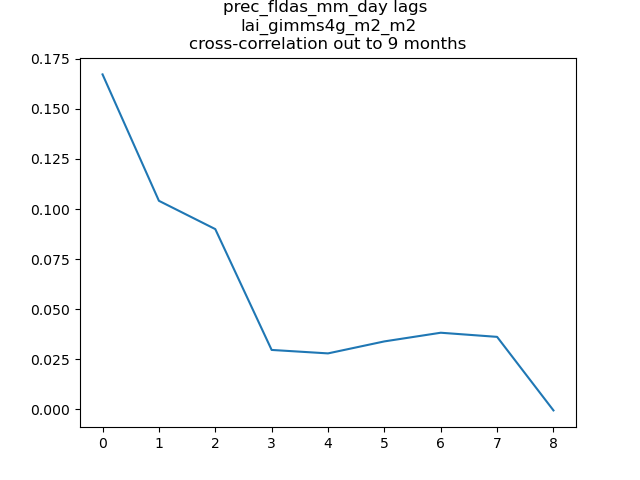 prec_fldas_mm_day lags
lai_gimms4g_m2_m2
cross-correlation out to 9 months
0.175
0.150
0.125
0.100
0.075
0.050
0.025
0.000
0 1 2 3 4 5 6 7 8